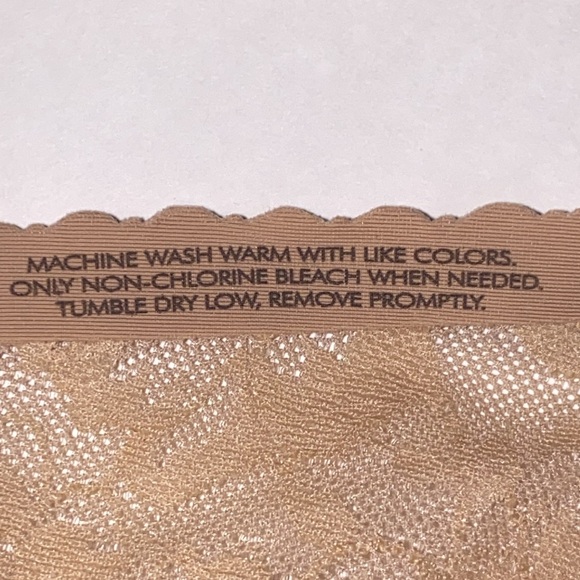 MACHINE WASH WARM WITH LIKE COLORS.
ONLY NON-CHLORINE BLEACH WHEN NEEDED.
TUMBLE DRY LOW, REMOVE PROMPTLY.